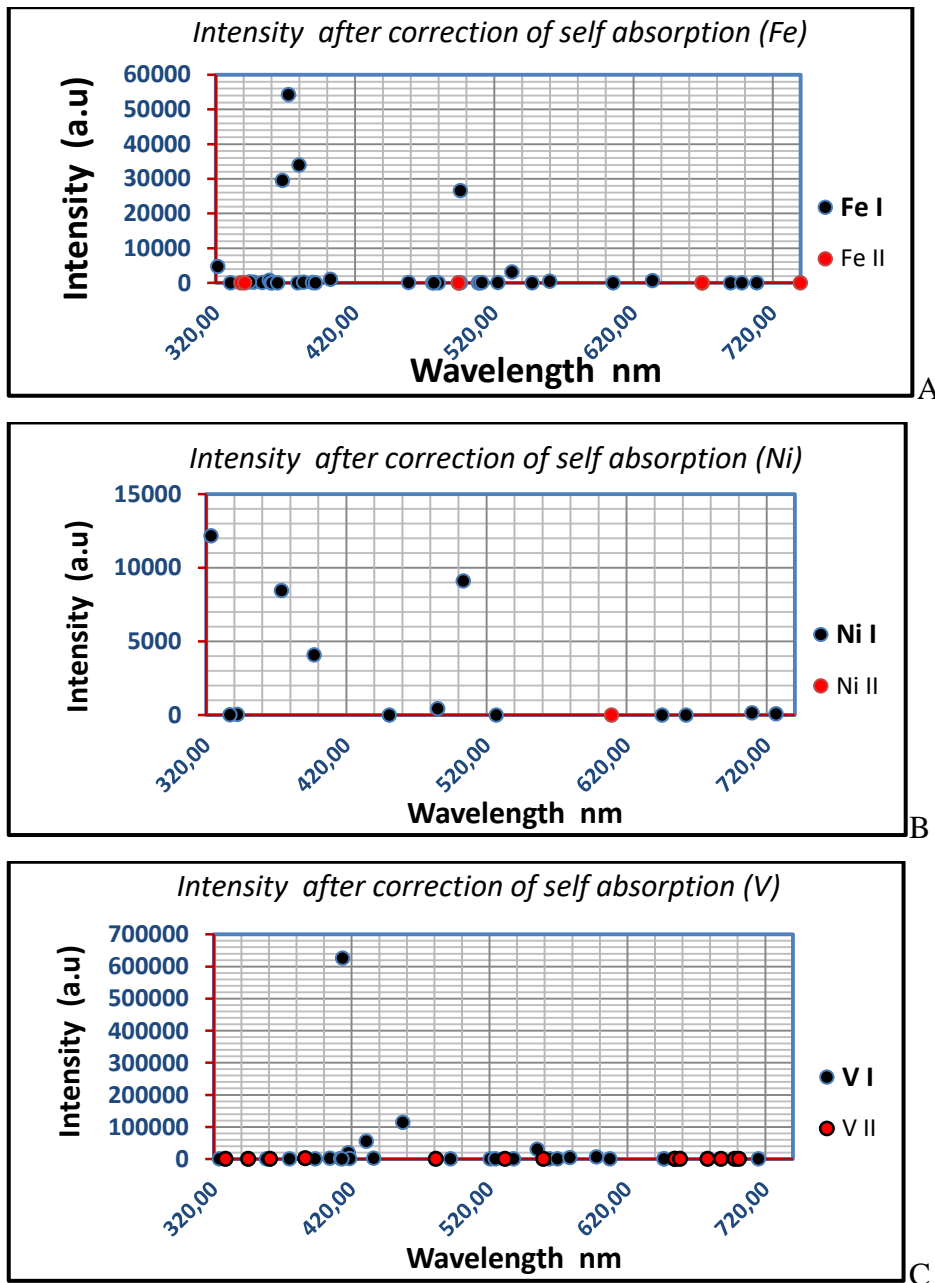 Intensity after correction of self absorption (Fe)
Intensity (a.u)
60000
50000
40000
30000
20000
10000
0
320,00
420,00
520,00
620,00
720,00
Wavelength nm
Fe I
Fe II
A
Intensity after correction of self absorption (Ni)
Intensity (a.u)
15000
10000
5000
0
320,00
420,00
520,00
620,00
720,00
Wavelength nm
Ni I
Ni II
B
Intensity after correction of self absorption (V)
Intensity (a.u)
700000
600000
500000
400000
300000
200000
100000
0
320,00
420,00
520,00
620,00
720,00
Wavelength nm
V I
V II
C